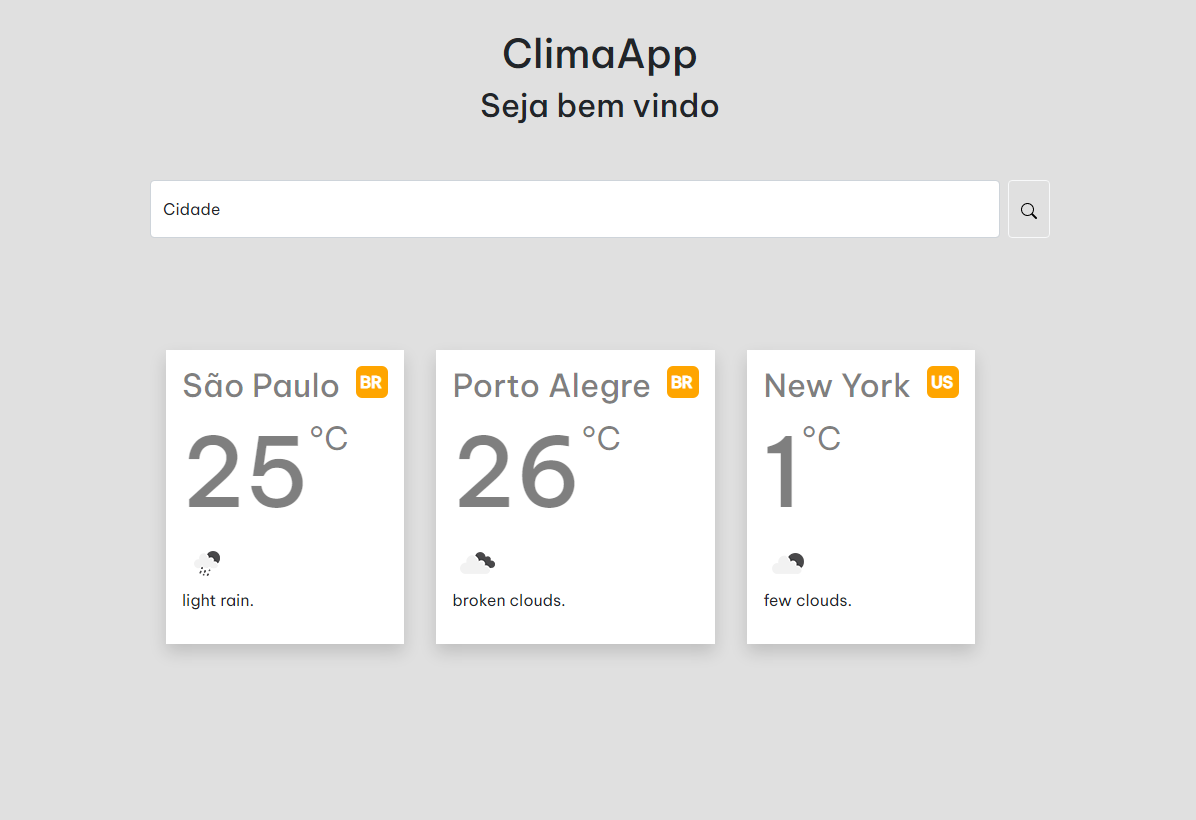 ClimaApp
Seja bem vindo
Cidade
São Paulo BR
25 °C
light rain.
Porto Alegre BR
26 °C
broken clouds.
New York US
1 °C
few clouds.